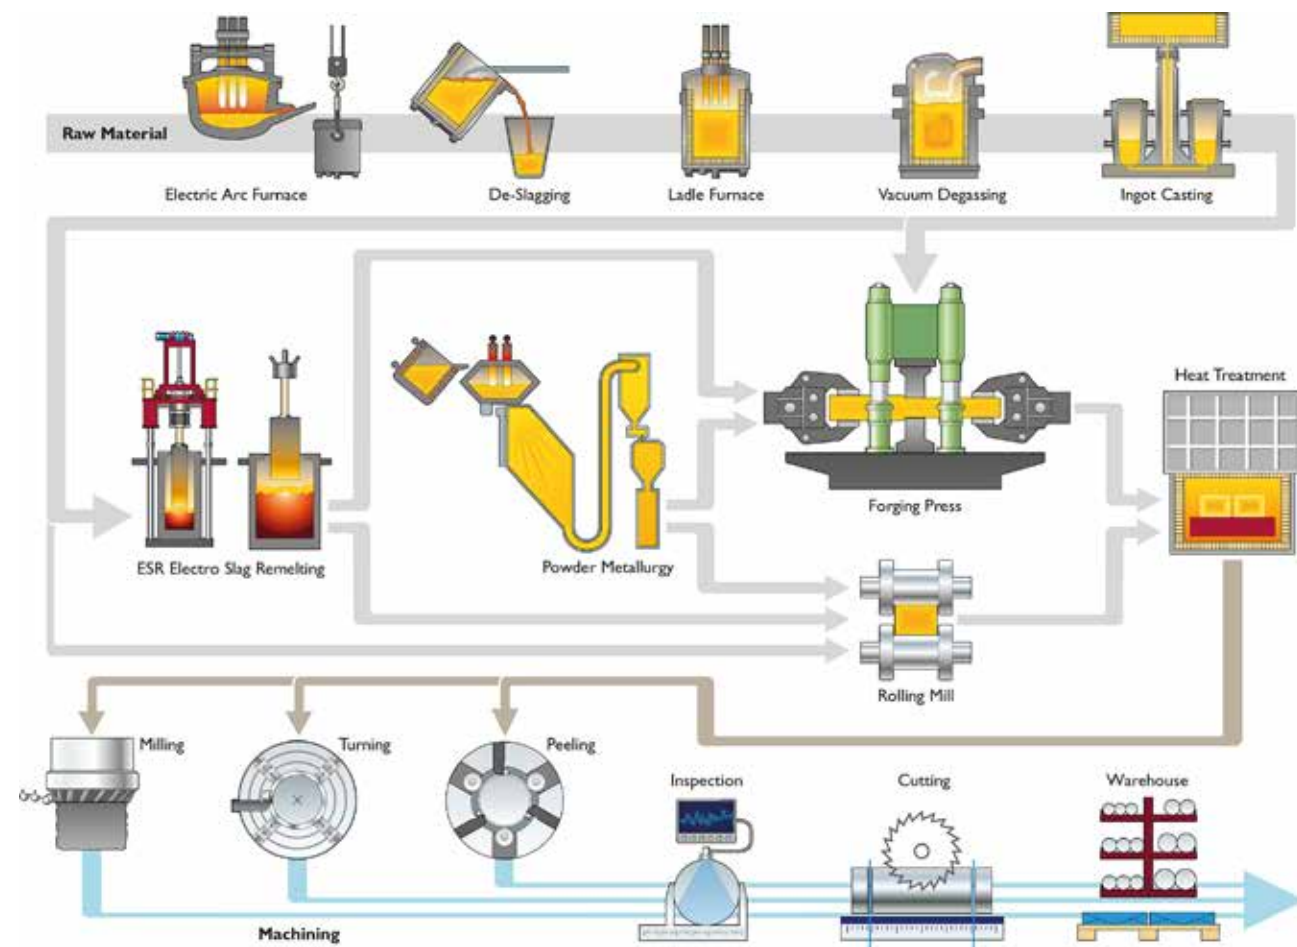 Raw Material
Electric Arc Furnace
De-Slagging
Ladle Furnace
Vacuum Degassing
Ingot Casting
Heat Treatment
Forging Press
ESR Electro Slag Remelting
Powder Metallurgy
Rolling Mill
Milling
Turning
Peeling
Inspection
Cutting
Warehouse
Machining